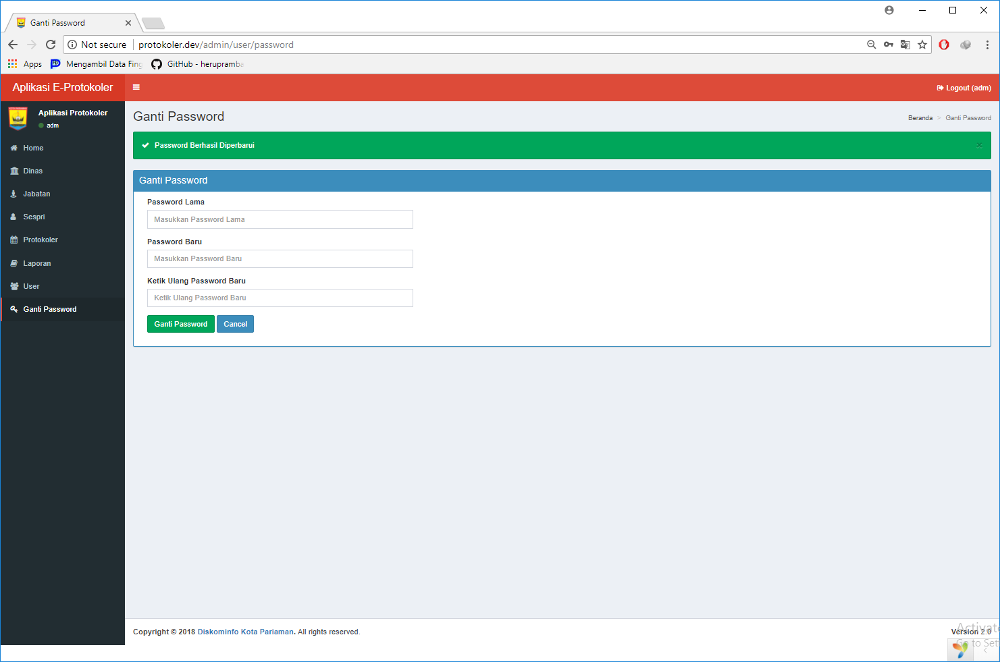 Ganti Password
Not secure
protokoler.dev/admin/user/password
Apps
Mengambil Data Fing
GitHub - herupramba
Aplikasi E-Protokoler
Logout (adm)
Aplikasi Protokoler
adm
Home
Dinas
Jabatan
Sespri
Protokoler
Laporan
User
Ganti Password
Ganti Password
Beranda > Ganti Password
Password Berhasil Diperbarui
×
Ganti Password
Password Lama
Masukkan Password Lama
Password Baru
Masukkan Password Baru
Ketik Ulang Password Baru
Ketik Ulang Password Baru
Ganti Password
Cancel
Copyright © 2018 Diskominfo Kota Pariaman. All rights reserved.
Version 2.0
Activat
Go to Set